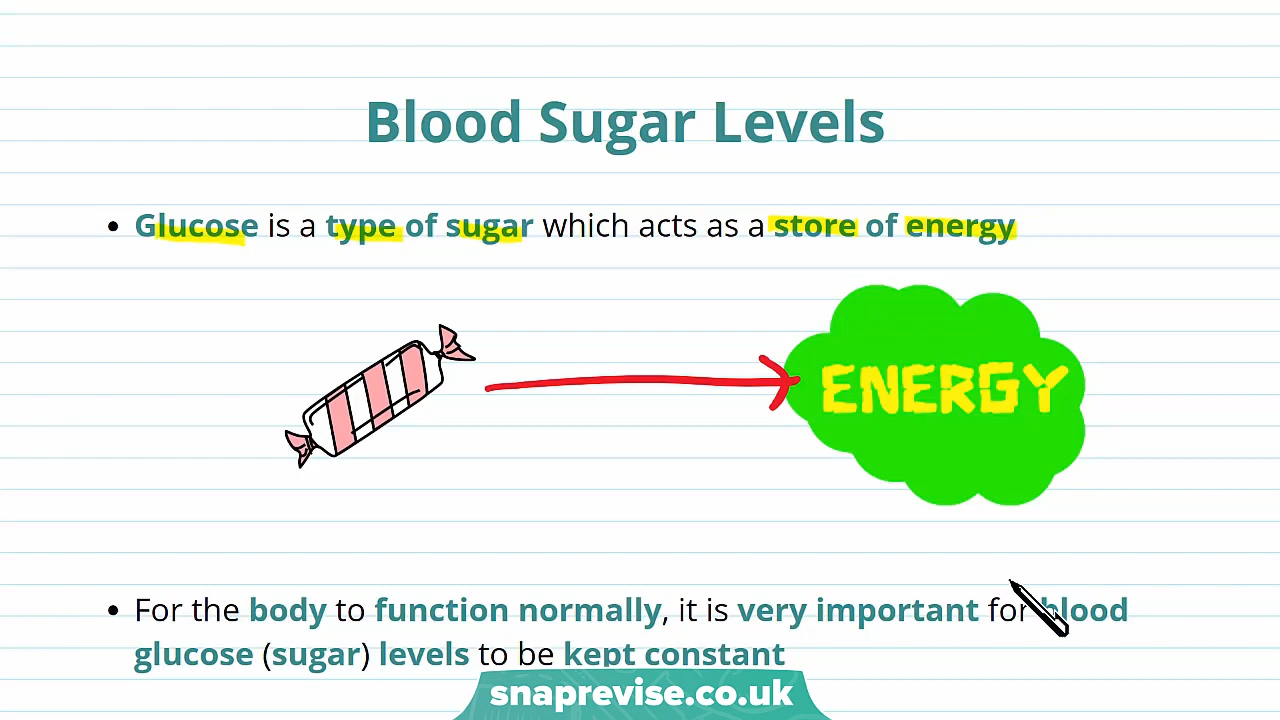 Blood Sugar Levels
• Glucose is a type of sugar which acts as a store of energy
ENERGY
• For the body to function normally, it is very important for blood
glucose (sugar) levels to be kept constant
snaprevise.co.uk